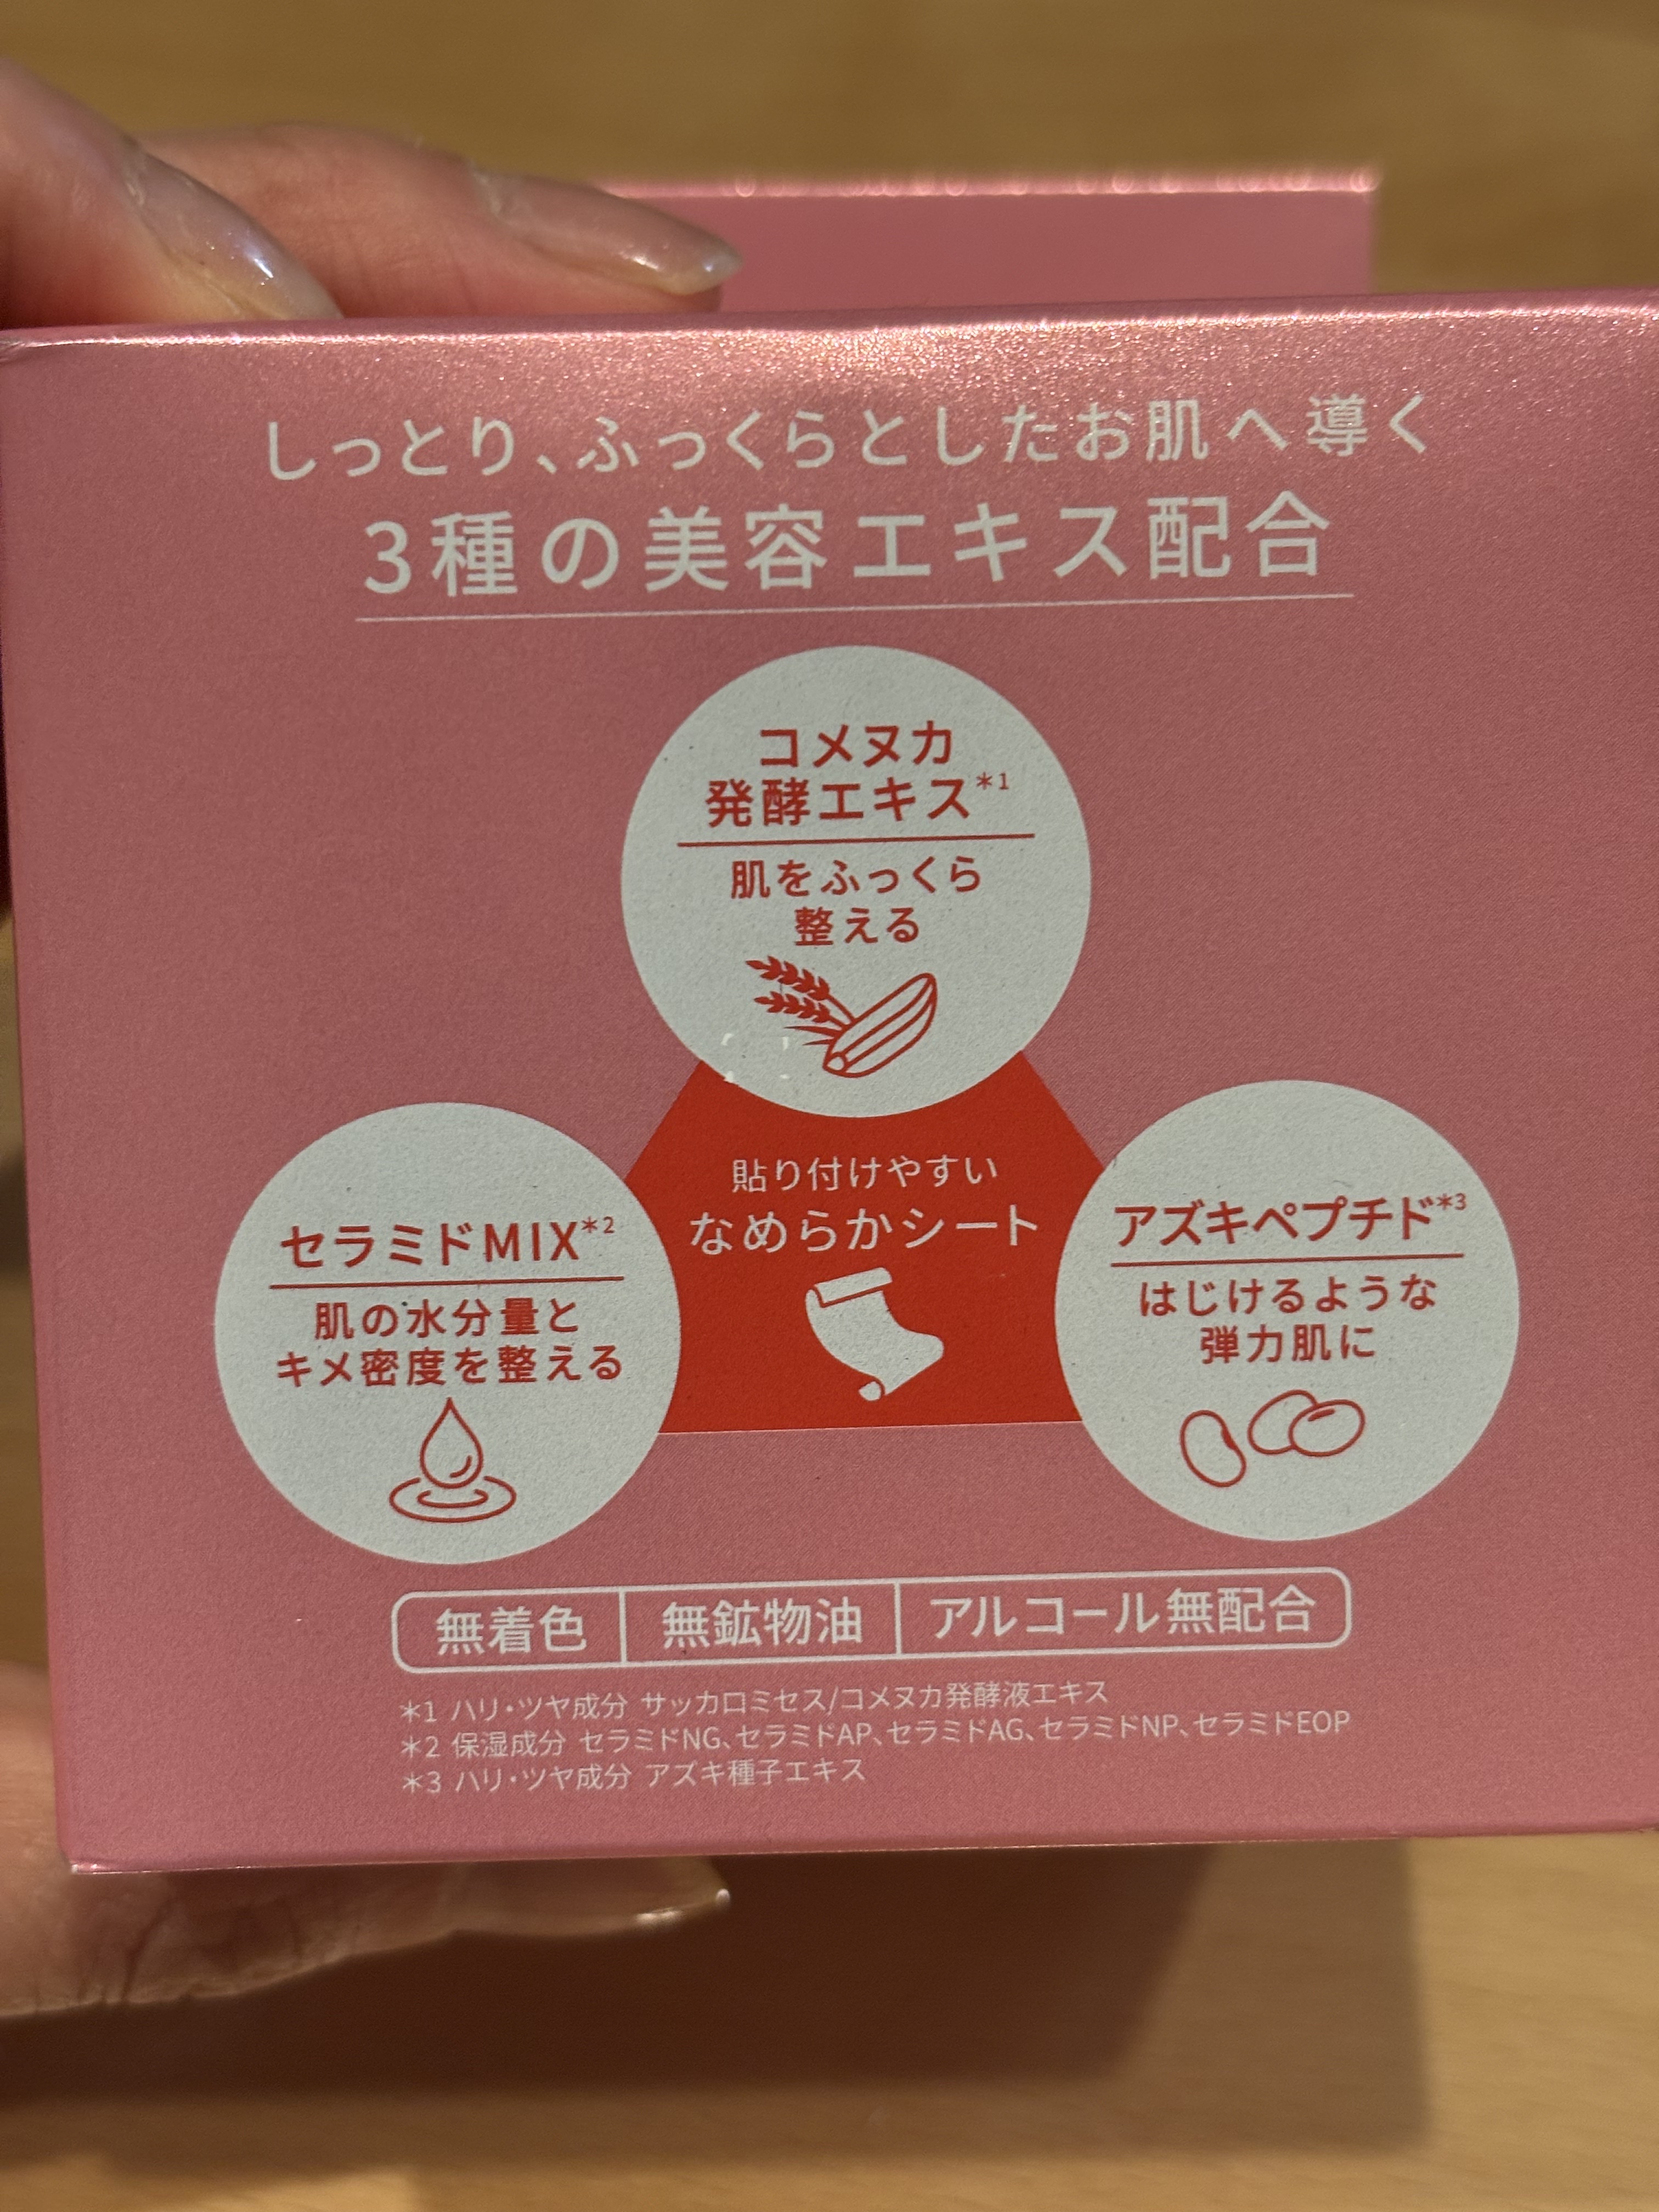 しっとり、ふっくらとしたお肌へ導く
3種の美容エキス配合
コメヌカ
発酵エキス*1
肌をふっくら
整える
貼り付けやすい
なめらかシート
セラミドMIX*2
肌の水分量と
キメ密度を整える
アズキペプチド*3
はじけるような
弾力肌に
無着色 無鉱物油 アルコール無配合
*1 ハリ・ツヤ成分 サッカロミセス/コメヌカ発酵液エキス
*2 保湿成分 セラミドNG、セラミドAP、セラミドAG、セラミドNP、セラミドEOP
*3 ハリ・ツヤ成分 アズキ種子エキス